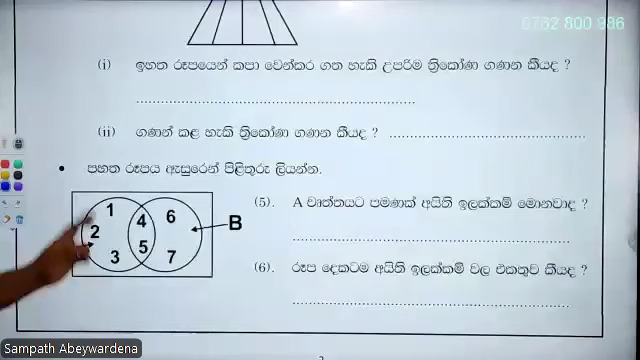 0762 800 986
(i) ඉහත රූපයෙන් කපා වෙන්කර ගත හැකි උපරිම ත්‍රිකෝණ ගණන කීයද ?
(ii) ගණන් කළ හැකි ත්‍රිකෝණ ගණන කීයද ?
• පහත රූපය ඇසුරෙන් පිළිතුරු ලියන්න.
(5). A වෘත්තයට පමණක් අයිති ඉලක්කම් මොනවාද ?
1
4
6
B
2
5
3
7
(6). රූප දෙකටම අයිති ඉලක්කම් වල එකතුව කීයද ?
Sampath Abeywardena